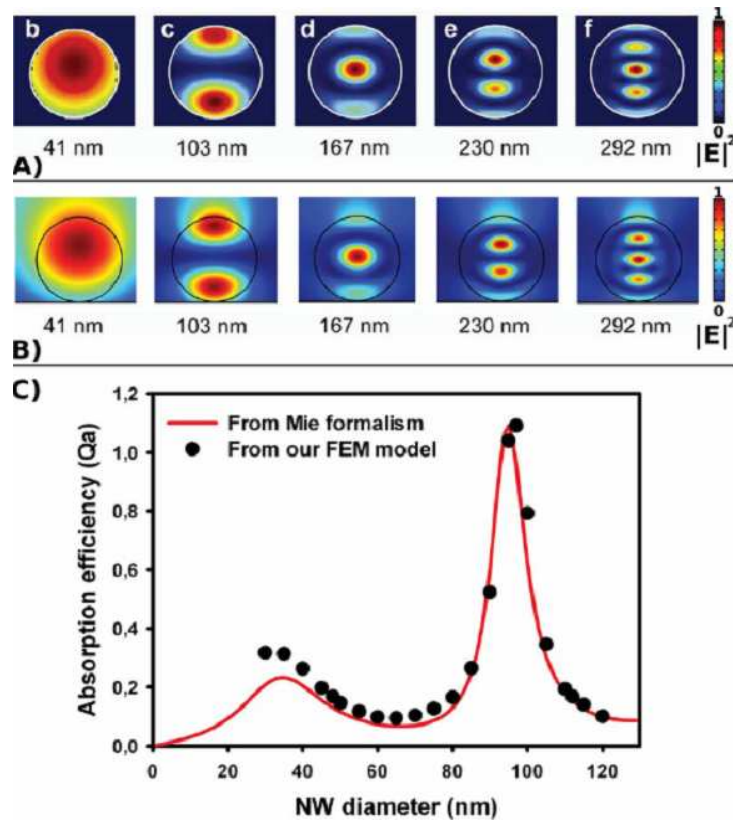 b c d e f
1
0
41 nm 103 nm 167 nm 230 nm 292 nm
|E|²
A)
1
0
41 nm 103 nm 167 nm 230 nm 292 nm
|E|²
B)
C)
1,2
1,0
0,8
0,6
0,4
0,2
0,0
Absorption efficiency (Qa)
From Mie formalism
From our FEM model
0 20 40 60 80 100 120
NW diameter (nm)